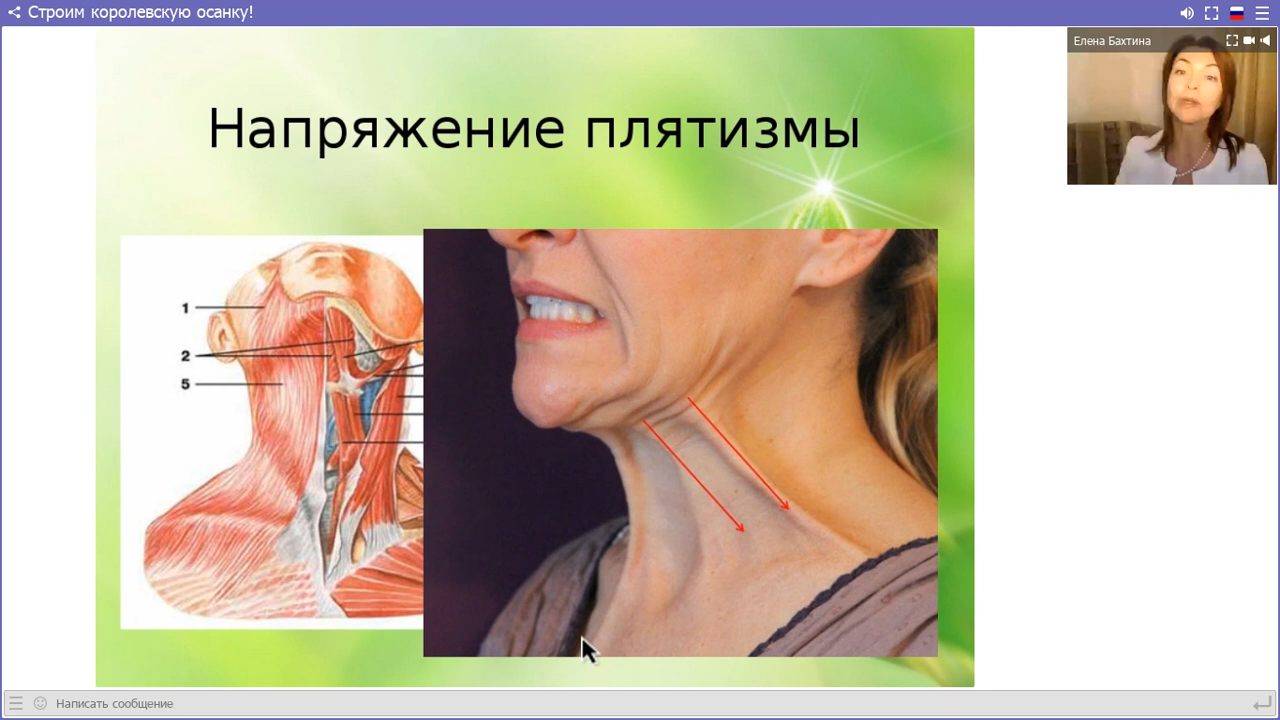 Строим королевскую осанку!
Елена Бахтина
Напряжение плятизмы
1
2
5
Написать сообщение